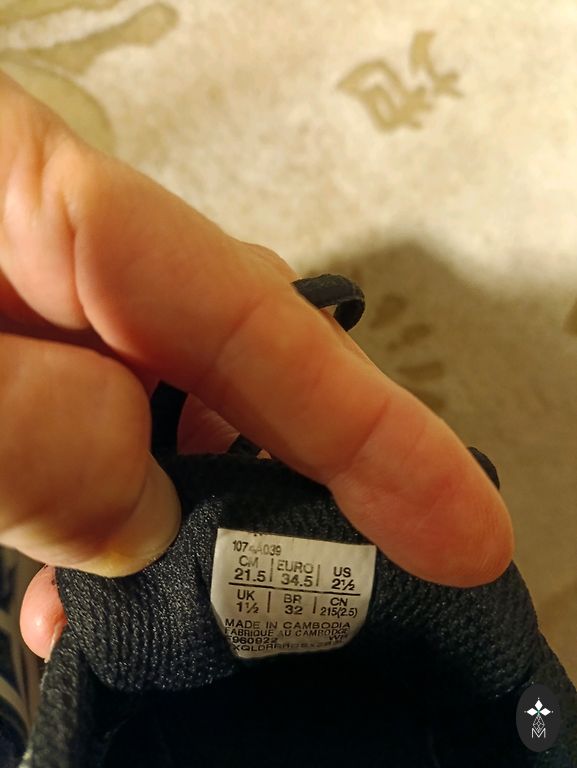 CM EURO US
21.5 34.5 2½
UK BR CN
1½ 32 215(2.5)
MADE IN CAMBODIA
FABRIQUE AU CAMBODGE
M